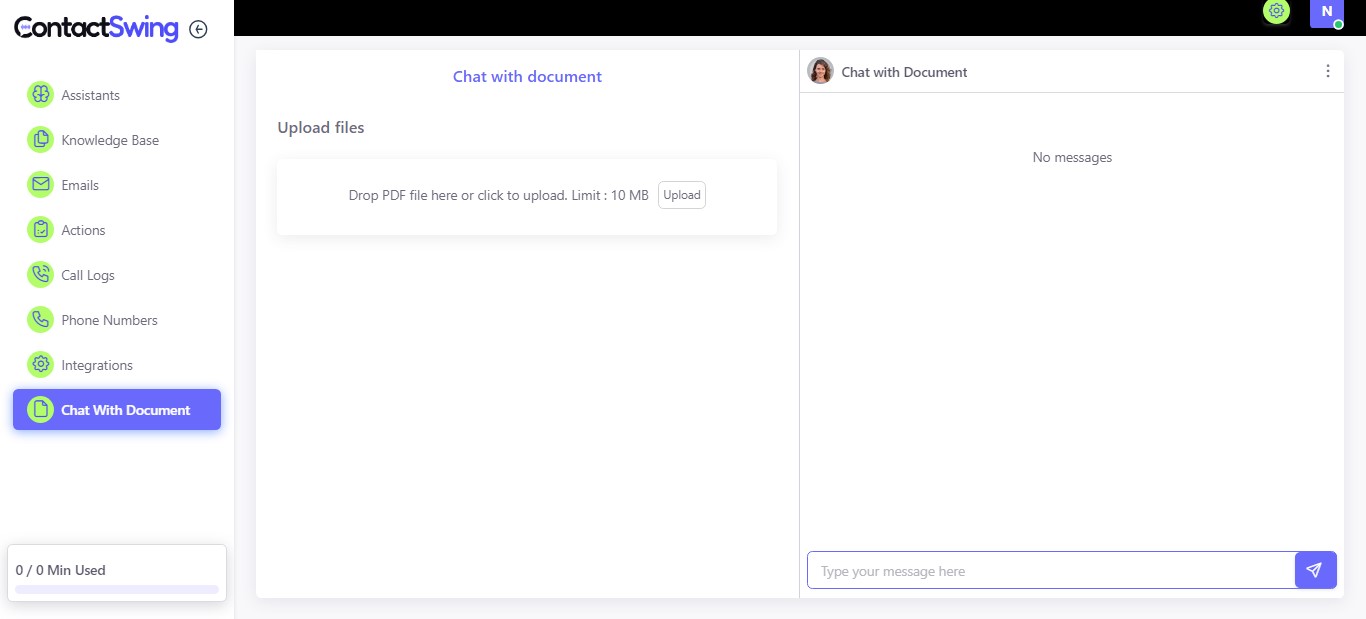 ContactSwing
N
Assistants
Knowledge Base
Emails
Actions
Call Logs
Phone Numbers
Integrations
Chat With Document
0 / 0 Min Used
Chat with document
Upload files
Drop PDF file here or click to upload. Limit : 10 MB Upload
Chat with Document
No messages
Type your message here